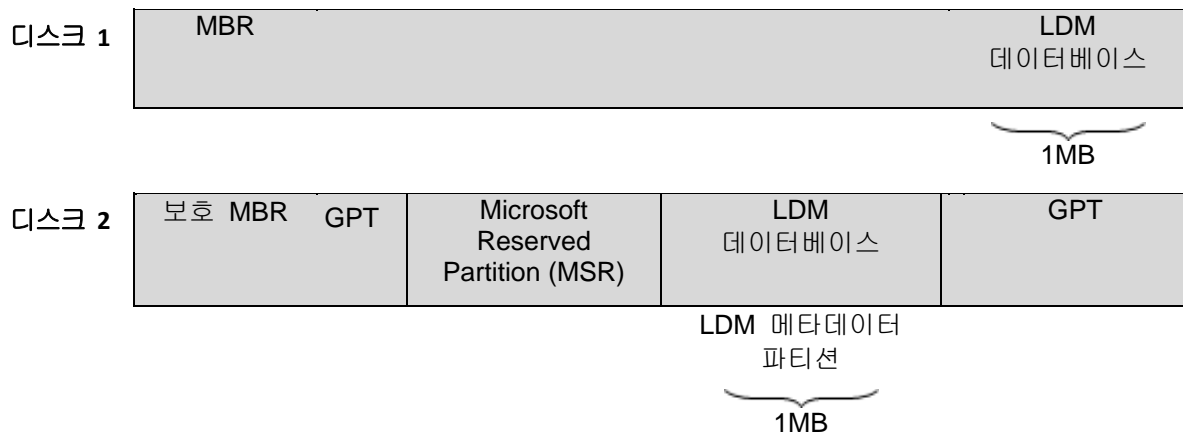 디스크 1
MBR
LDM
데이터베이스
1MB
디스크 2
보호 MBR
GPT
Microsoft
Reserved
Partition (MSR)
LDM
데이터베이스
GPT
LDM 메타데이터
파티션
1MB